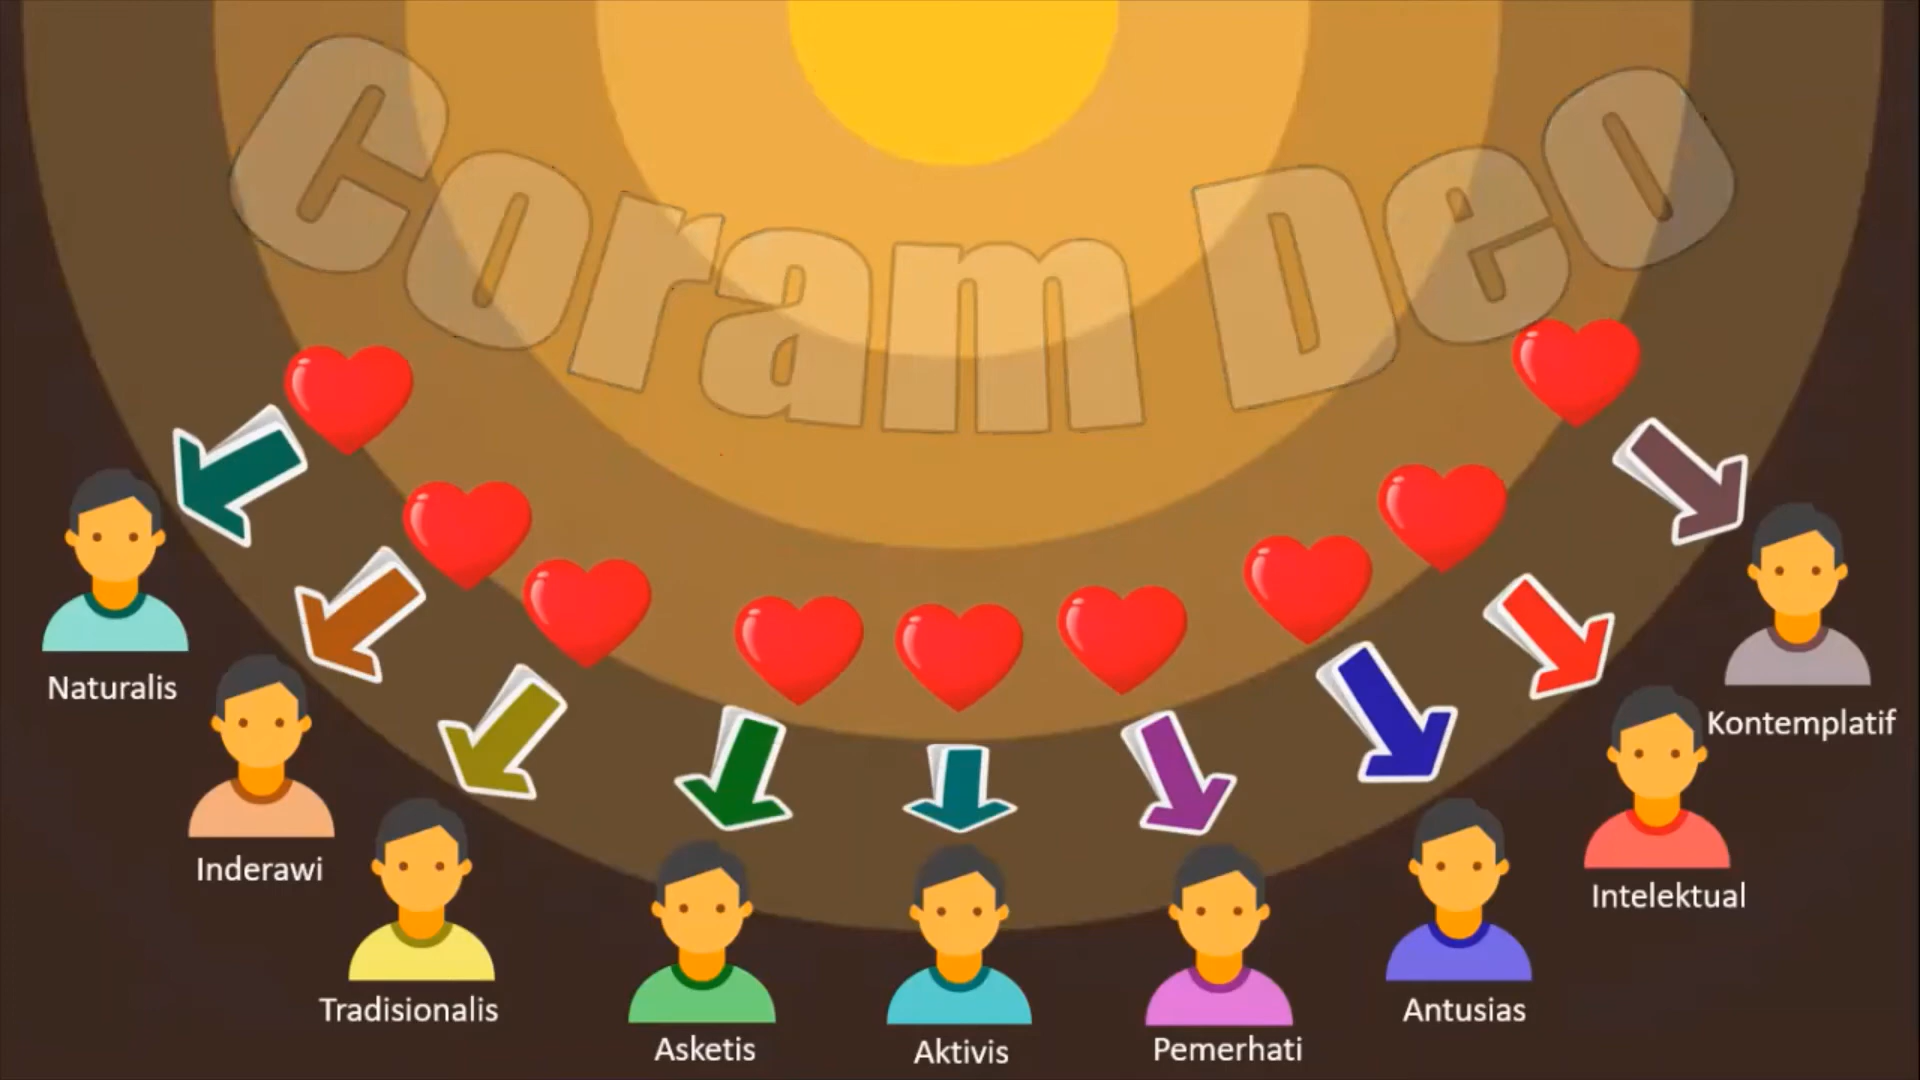 Coram Deo
Naturalis
Inderawi
Tradisionalis
Asketis
Aktivis
Pemerhati
Antusias
Intelektual
Kontemplatif